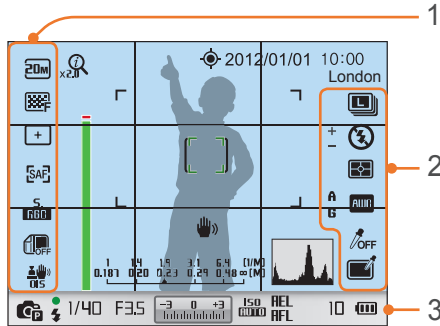 1
2012/01/01 10:00
London
20M
x2.0
F
L
+
-
SAF
S.
RGB
A
G
AWB
OFF
OFF
OIS
1 1.4 1.9 3.1 6.4 (1/M)
0.187 0.20 0.23 0.29 0.48 ∞(M)
P
1/40 F3.5 -3 0 +3 ISO AUTO AEL AFL 10
2
3